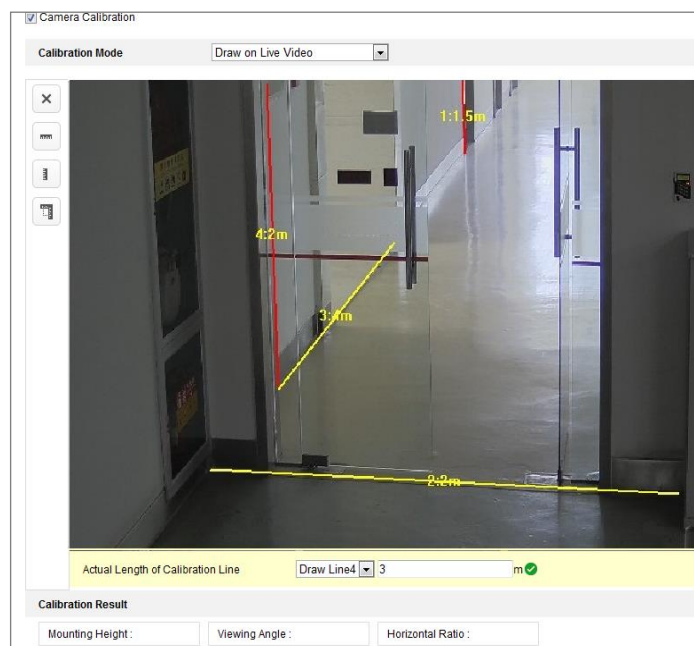 Camera Calibration
Calibration Mode
Draw on Live Video
1:1.5m
4:2m
3:4m
2:2m
Actual Length of Calibration Line
Draw Line4
3
m
Calibration Result
Mounting Height :
Viewing Angle :
Horizontal Ratio :